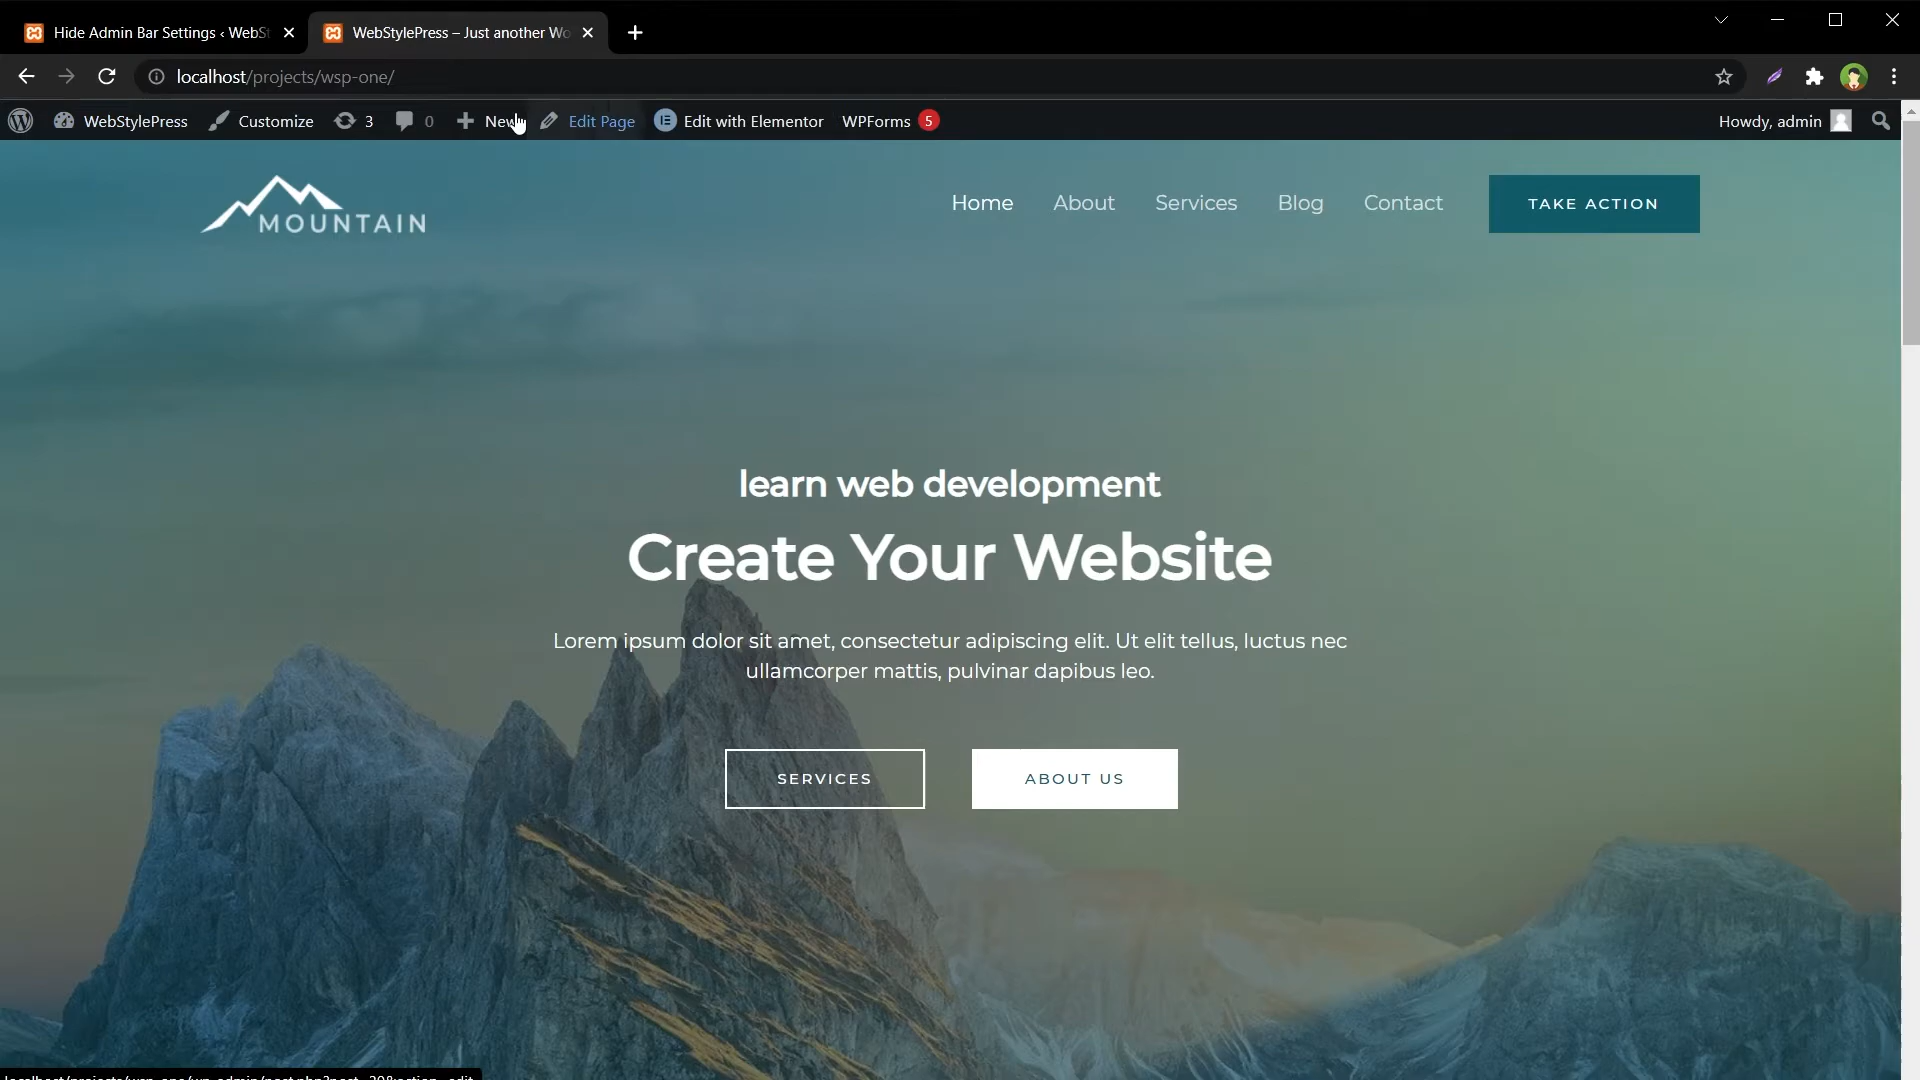 Hide Admin Bar Settings ‹ WebSt
WebStylePress – Just another Wo
localhost/projects/wsp-one/
WebStylePress
Customize
3
0
New
Edit Page
Edit with Elementor
WPForms 5
Howdy, admin
MOUNTAIN
Home
About
Services
Blog
Contact
TAKE ACTION
learn web development
Create Your Website
Lorem ipsum dolor sit amet, consectetur adipiscing elit. Ut elit tellus, luctus nec
ullamcorper mattis, pulvinar dapibus leo.
SERVICES
ABOUT US